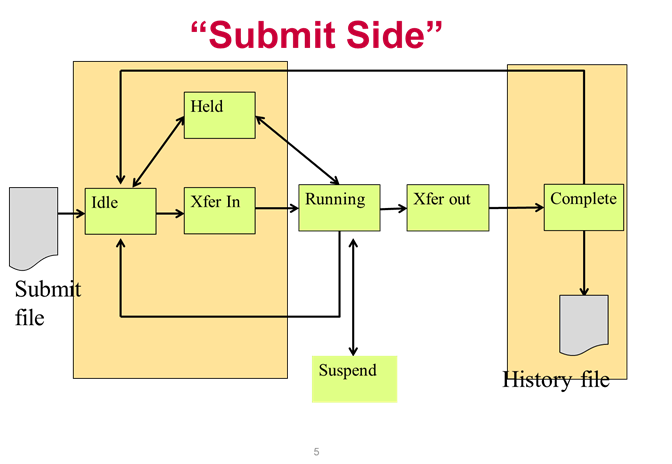 “Submit Side”
Held
Idle
Xfer In
Running
Xfer out
Complete
Submit
file
Suspend
History file
5